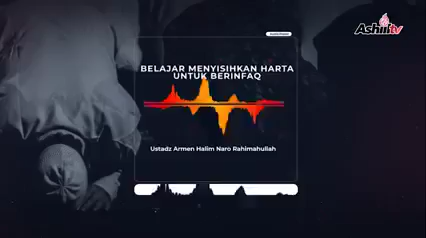 Ashiiltv
BELAJAR MENYISIHKAN HARTA
UNTUK BERINFAQ
Ustadz Armen Halim Naro Rahimahullah